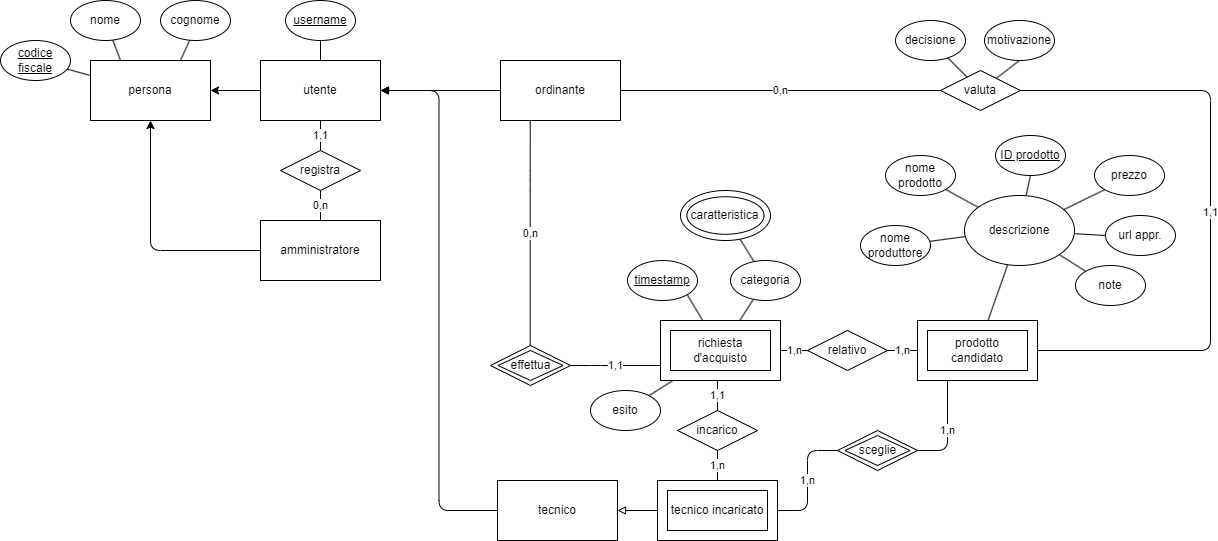 nome
cognome
username
codice
fiscale
persona
utente
ordinante
0,n
decisione
motivazione
valuta
1,1
registra
0,n
amministratore
ID prodotto
nome
prodotto
prezzo
descrizione
nome
produttore
url appr.
note
1,1
0,n
caratteristica
timestamp
categoria
richiesta
d'acquisto
1,n
relativo
1,n
prodotto
candidato
effettua
1,1
esito
1,1
incarico
1,n
sceglie
1,n
1,n
tecnico
tecnico incaricato